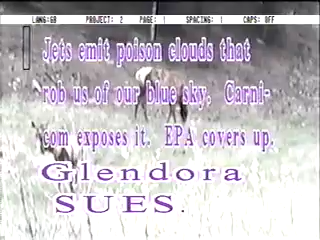 LANG:GB PROJECT: 2 PAGE: 1 SPACING: 1 CAPS: OFF
Jets emit poison clouds that
rob us of our blue sky. Carni-
com exposes it. EPA covers up.
Glendora
SUES.